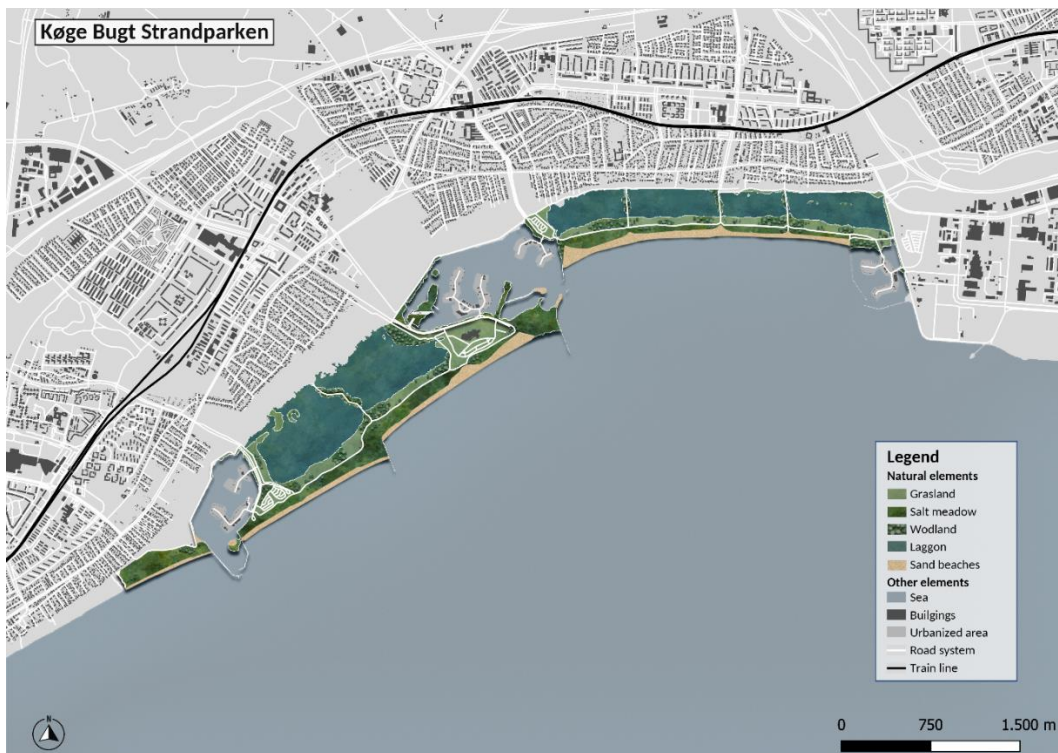 Køge Bugt Strandparken
Legend
Natural elements
Grasland
Salt meadow
Wodland
Laggon
Sand beaches
Other elements
Sea
Builgings
Urbanized area
Road system
Train line
N
0 750 1.500 m